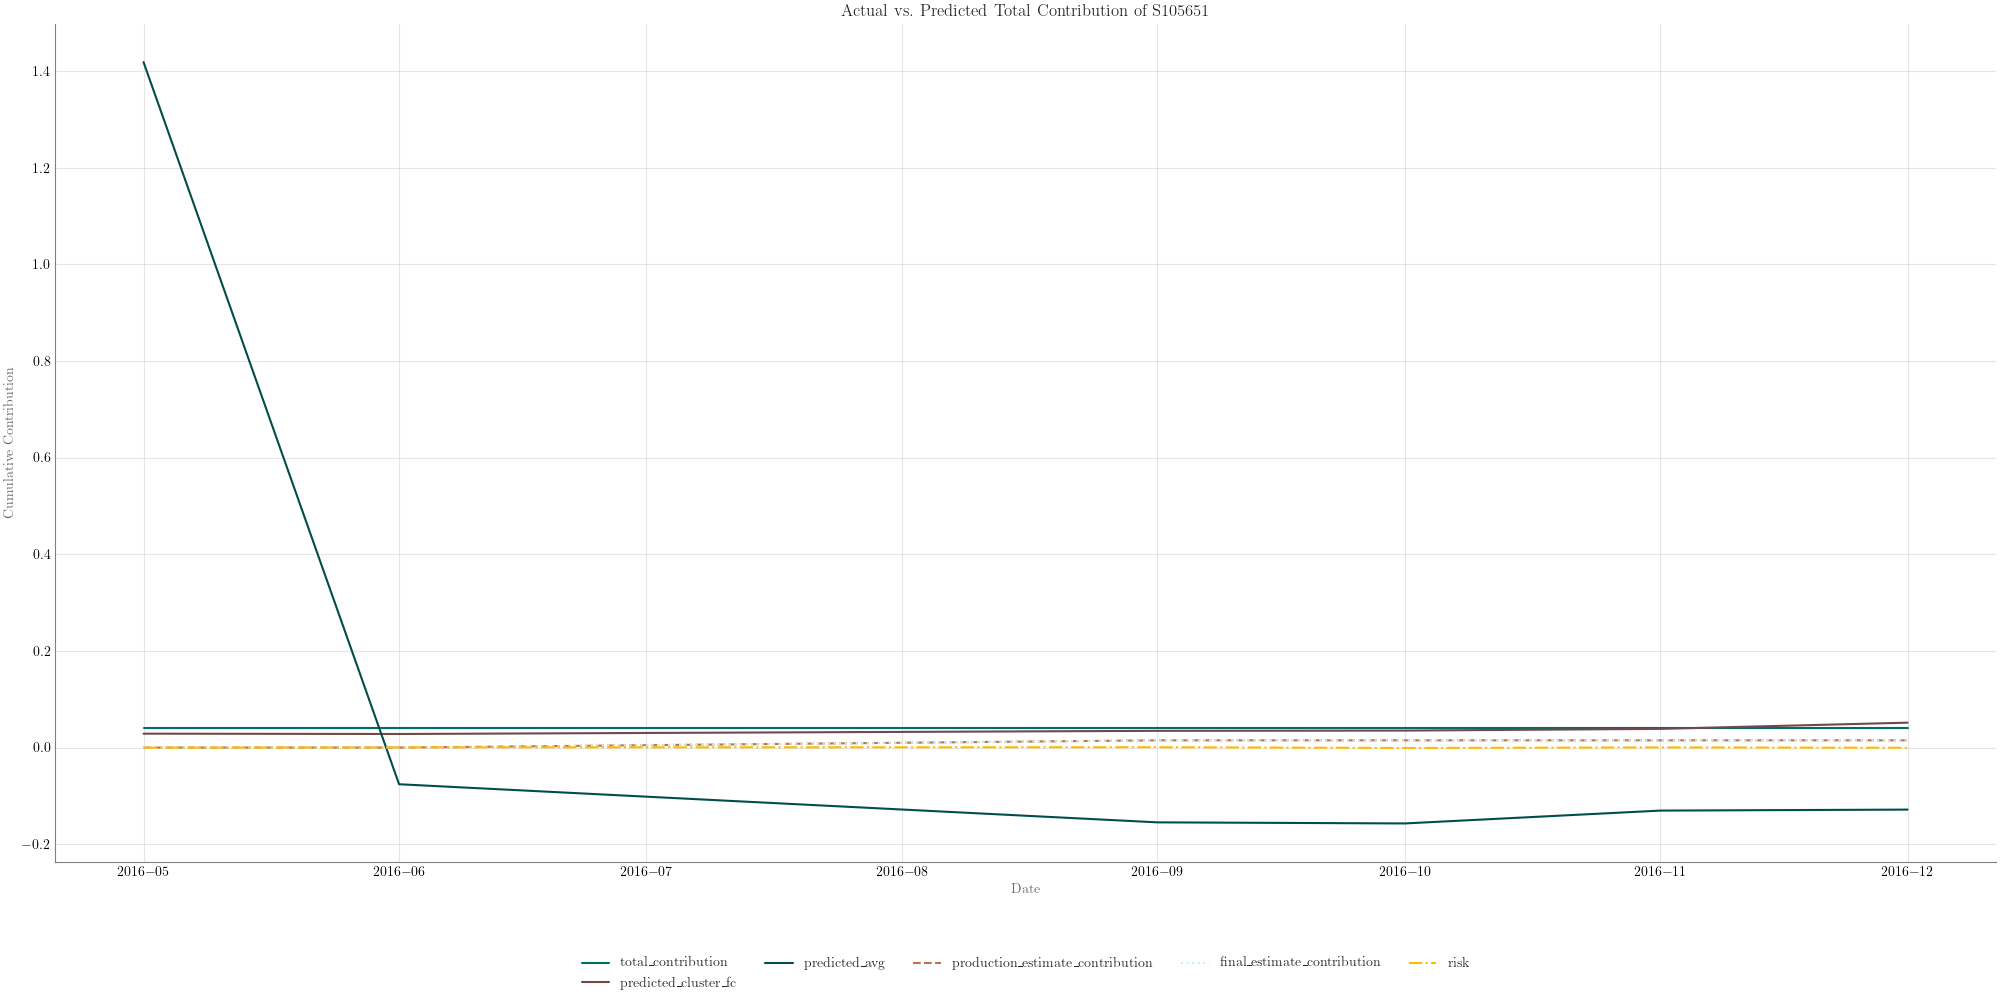 Actual vs. Predicted Total Contribution of S105651
Cumulative Contribution
1.4
1.2
1.0
0.8
0.6
0.4
0.2
0.0
−0.2
2016−05 2016−06 2016−07 2016−08 2016−09 2016−10 2016−11 2016−12
Date
total_contribution predicted_avg production_estimate_contribution final_estimate_contribution risk
predicted_cluster_fc